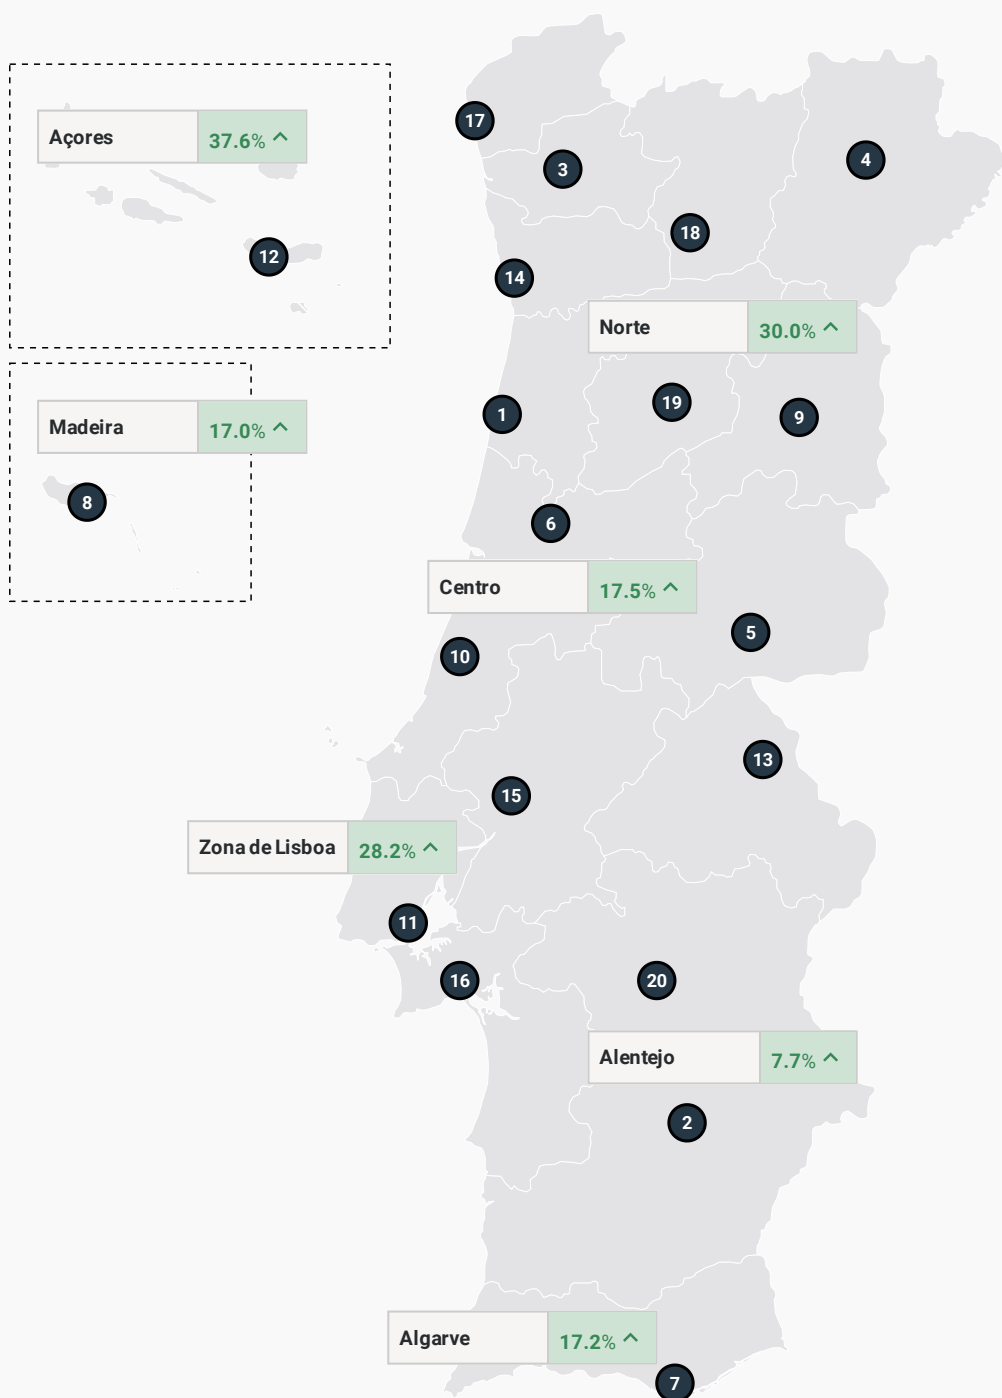 17
3
4
Açores 37.6%
18
12
14
Norte 30.0%
19
1
9
Madeira 17.0%
8
6
Centro 17.5%
5
10
13
15
Zona de Lisboa 28.2%
11
16
20
Alentejo 7.7%
2
Algarve 17.2%
7